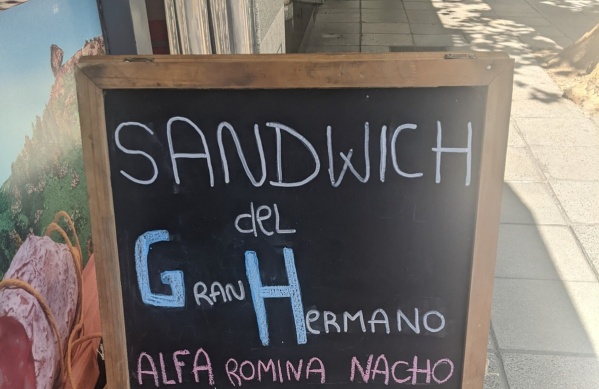 SANDWICH
del
GRAN HERMANO
ALFA ROMINA NACHO